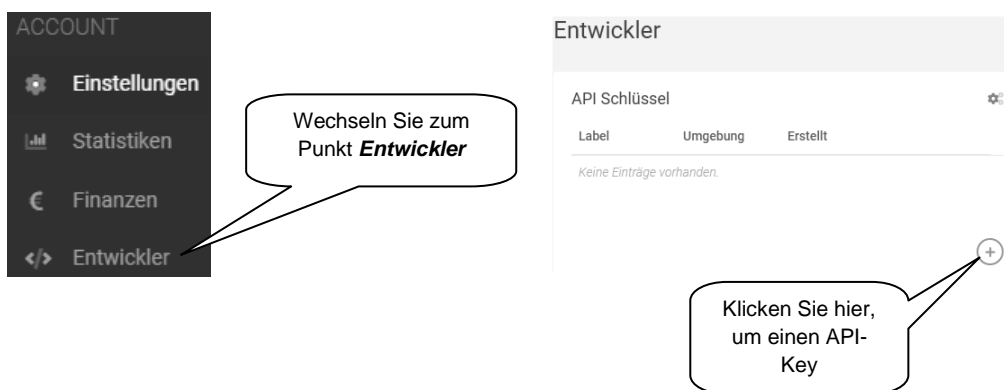 ACCOUNT
Einstellungen
Statistiken
Finanzen
Entwickler
Wechseln Sie zum
Punkt Entwickler
Entwickler
API Schlüssel
Label Umgebung Erstellt
Keine Einträge vorhanden.
Klicken Sie hier,
um einen API-
Key